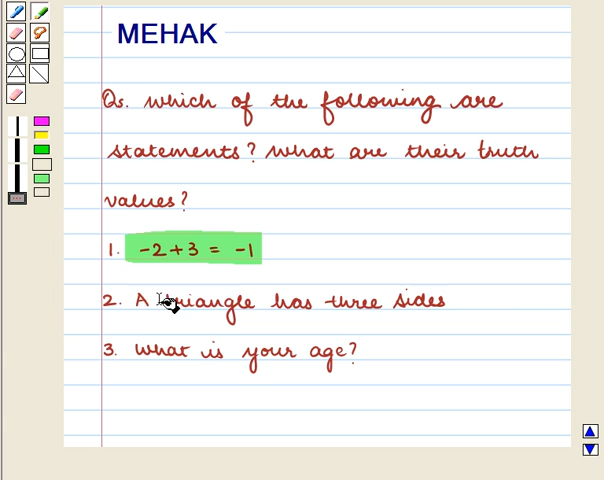 MEHAK
Qs. Which of the following are
statements? What are their truth
values?
1. -2+3 = -1
2. A triangle has three sides
3. What is your age?